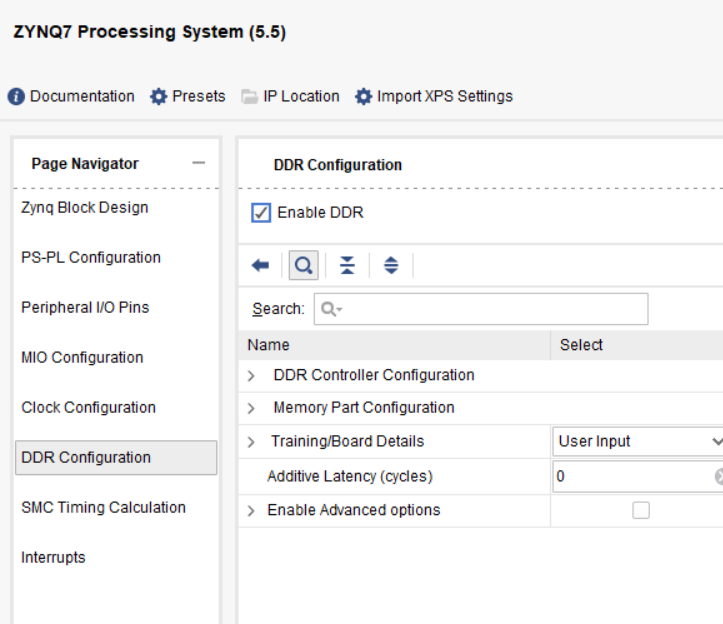 ZYNQ7 Processing System (5.5)
Documentation Presets IP Location Import XPS Settings
Page Navigator
Zynq Block Design
PS-PL Configuration
Peripheral I/O Pins
MIO Configuration
Clock Configuration
DDR Configuration
SMC Timing Calculation
Interrupts
DDR Configuration
Enable DDR
Search:
Name Select
DDR Controller Configuration
Memory Part Configuration
Training/Board Details User Input
Additive Latency (cycles) 0
Enable Advanced options